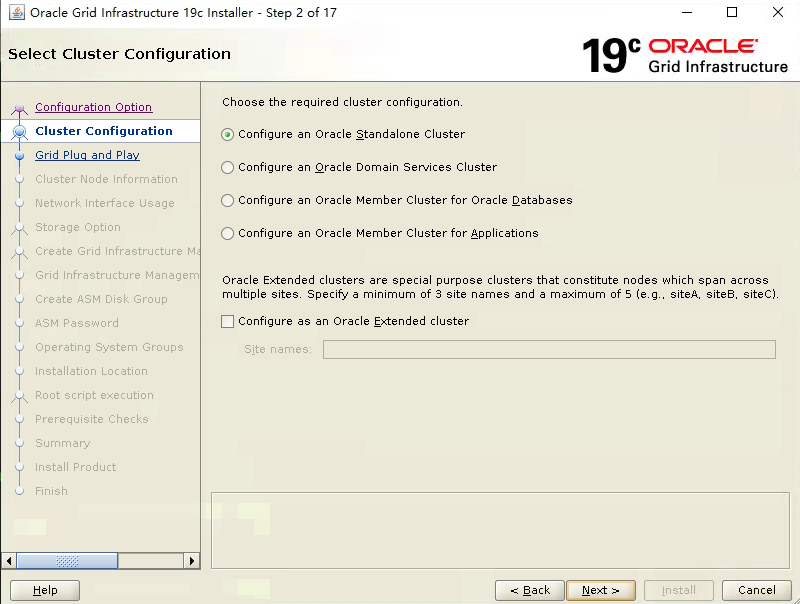 Oracle Grid Infrastructure 19c Installer - Step 2 of 17
Select Cluster Configuration
19c ORACLE
Grid Infrastructure
Configuration Option
Cluster Configuration
Grid Plug and Play
Cluster Node Information
Network Interface Usage
Storage Option
Create Grid Infrastructure Ma
Grid Infrastructure Managem
Create ASM Disk Group
ASM Password
Operating System Groups
Installation Location
Root script execution
Prerequisite Checks
Summary
Install Product
Finish
Choose the required cluster configuration.
Configure an Oracle Standalone Cluster
Configure an Oracle Domain Services Cluster
Configure an Oracle Member Cluster for Oracle Databases
Configure an Oracle Member Cluster for Applications
Oracle Extended clusters are special purpose clusters that constitute nodes which span across
multiple sites. Specify a minimum of 3 site names and a maximum of 5 (e.g., siteA, siteB, siteC).
Configure as an Oracle Extended cluster
Site names:
Help
< Back
Next >
Install
Cancel